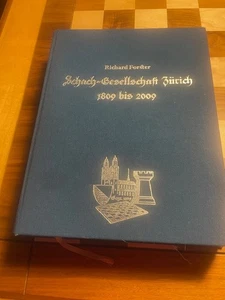 Richard Forster
Schach-Gesellschaft Zürich
1809 bis 2009